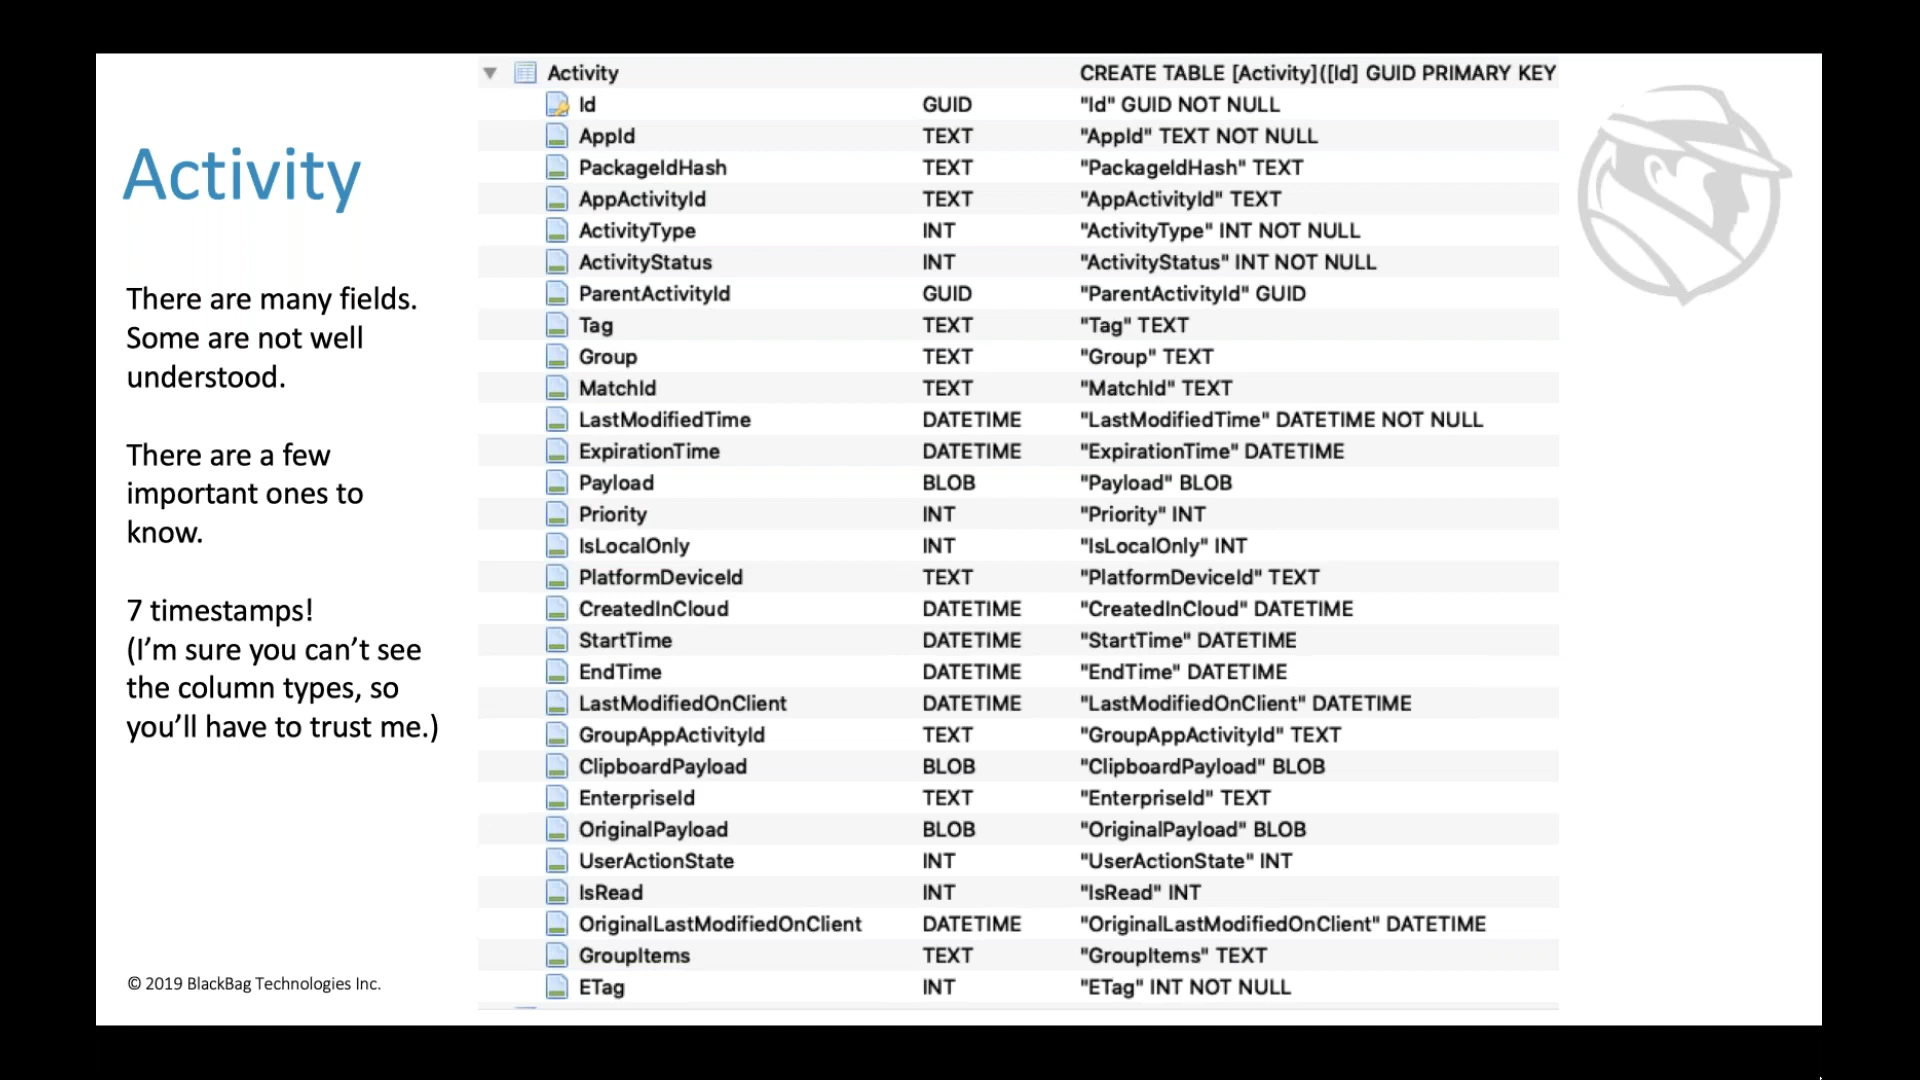 Activity
There are many fields.
Some are not well
understood.
There are a few
important ones to
know.
7 timestamps!
(I’m sure you can’t see
the column types, so
you’ll have to trust me.)
© 2019 BlackBag Technologies Inc.
Activity CREATE TABLE [Activity]([Id] GUID PRIMARY KEY
Id GUID "Id" GUID NOT NULL
AppId TEXT "AppId" TEXT NOT NULL
PackageIdHash TEXT "PackageIdHash" TEXT
AppActivityId TEXT "AppActivityId" TEXT
ActivityType INT "ActivityType" INT NOT NULL
ActivityStatus INT "ActivityStatus" INT NOT NULL
ParentActivityId GUID "ParentActivityId" GUID
Tag TEXT "Tag" TEXT
Group TEXT "Group" TEXT
MatchId TEXT "MatchId" TEXT
LastModifiedTime DATETIME "LastModifiedTime" DATETIME NOT NULL
ExpirationTime DATETIME "ExpirationTime" DATETIME
Payload BLOB "Payload" BLOB
Priority INT "Priority" INT
IsLocalOnly INT "IsLocalOnly" INT
PlatformDeviceId TEXT "PlatformDeviceId" TEXT
CreatedInCloud DATETIME "CreatedInCloud" DATETIME
StartTime DATETIME "StartTime" DATETIME
EndTime DATETIME "EndTime" DATETIME
LastModifiedOnClient DATETIME "LastModifiedOnClient" DATETIME
GroupAppActivityId TEXT "GroupAppActivityId" TEXT
ClipboardPayload BLOB "ClipboardPayload" BLOB
EnterpriseId TEXT "EnterpriseId" TEXT
OriginalPayload BLOB "OriginalPayload" BLOB
UserActionState INT "UserActionState" INT
IsRead INT "IsRead" INT
OriginalLastModifiedOnClient DATETIME "OriginalLastModifiedOnClient" DATETIME
GroupItems TEXT "GroupItems" TEXT
ETag INT "ETag" INT NOT NULL